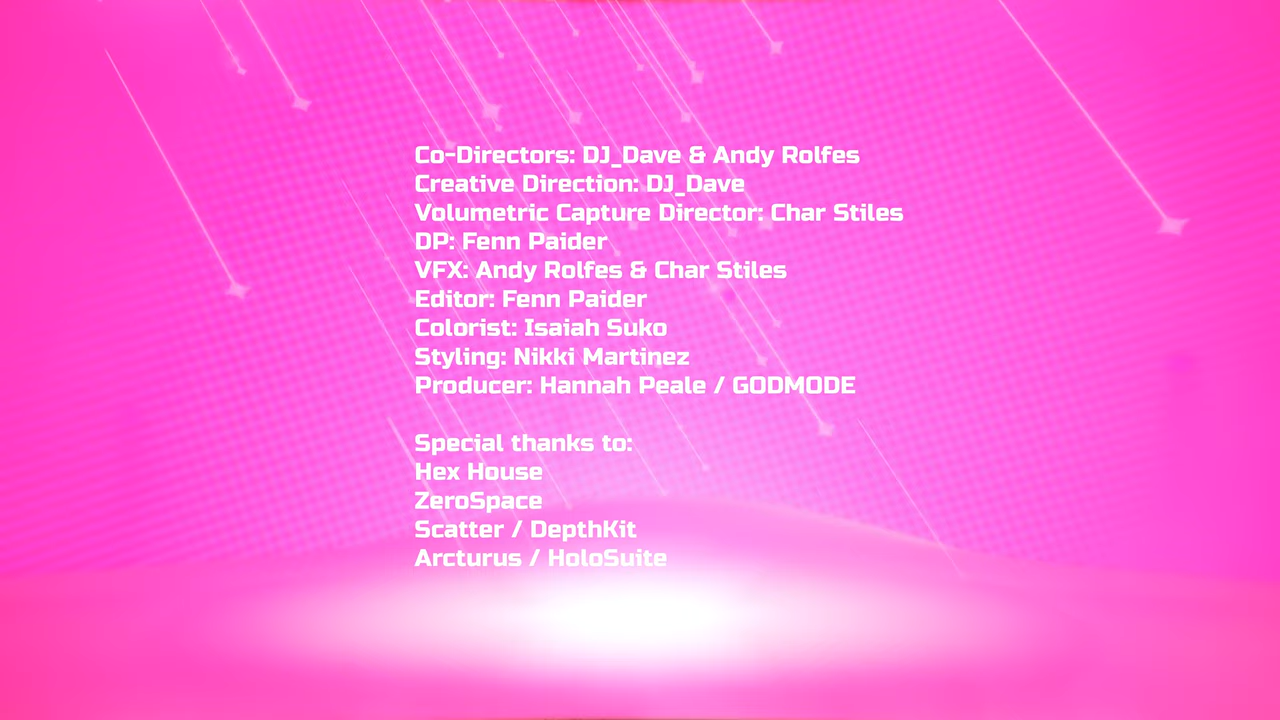 Co-Directors: DJ_Dave & Andy Rolfes
Creative Direction: DJ_Dave
Volumetric Capture Director: Char Stiles
DP: Fenn Paider
VFX: Andy Rolfes & Char Stiles
Editor: Fenn Paider
Colorist: Isaiah Suko
Styling: Nikki Martinez
Producer: Hannah Peale / GODMODE
Special thanks to:
Hex House
ZeroSpace
Scatter / DepthKit
Arcturus / HoloSuite